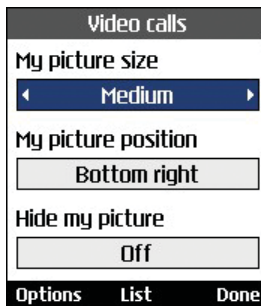 Video calls
My picture size
Medium
My picture position
Bottom right
Hide my picture
Off
Options List Done